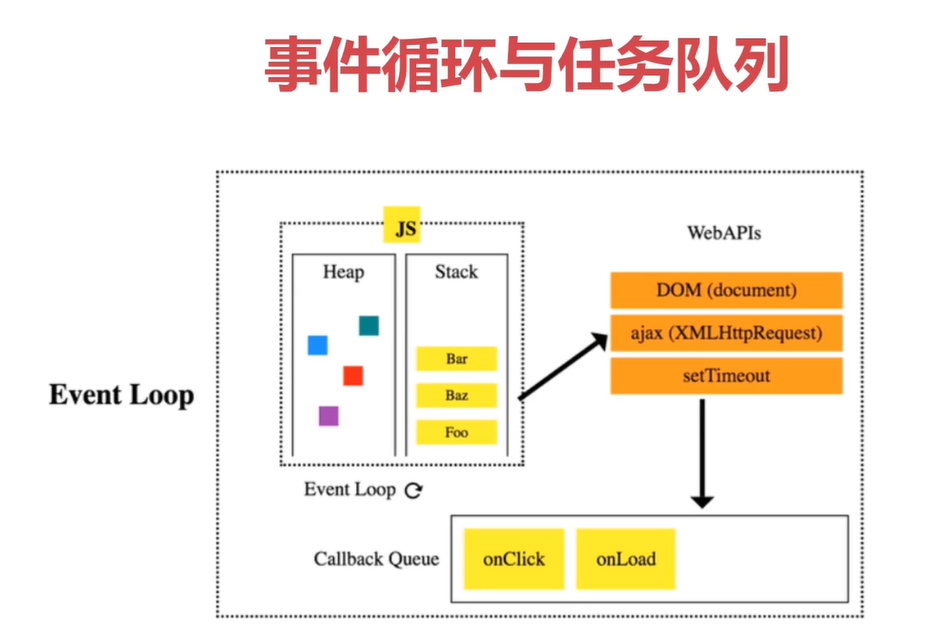 事件循环与任务队列
JS
WebAPIs
Heap
Stack
DOM (document)
ajax (XMLHttpRequest)
setTimeout
Bar
Baz
Foo
Event Loop
Event Loop
Callback Queue
onClick
onLoad